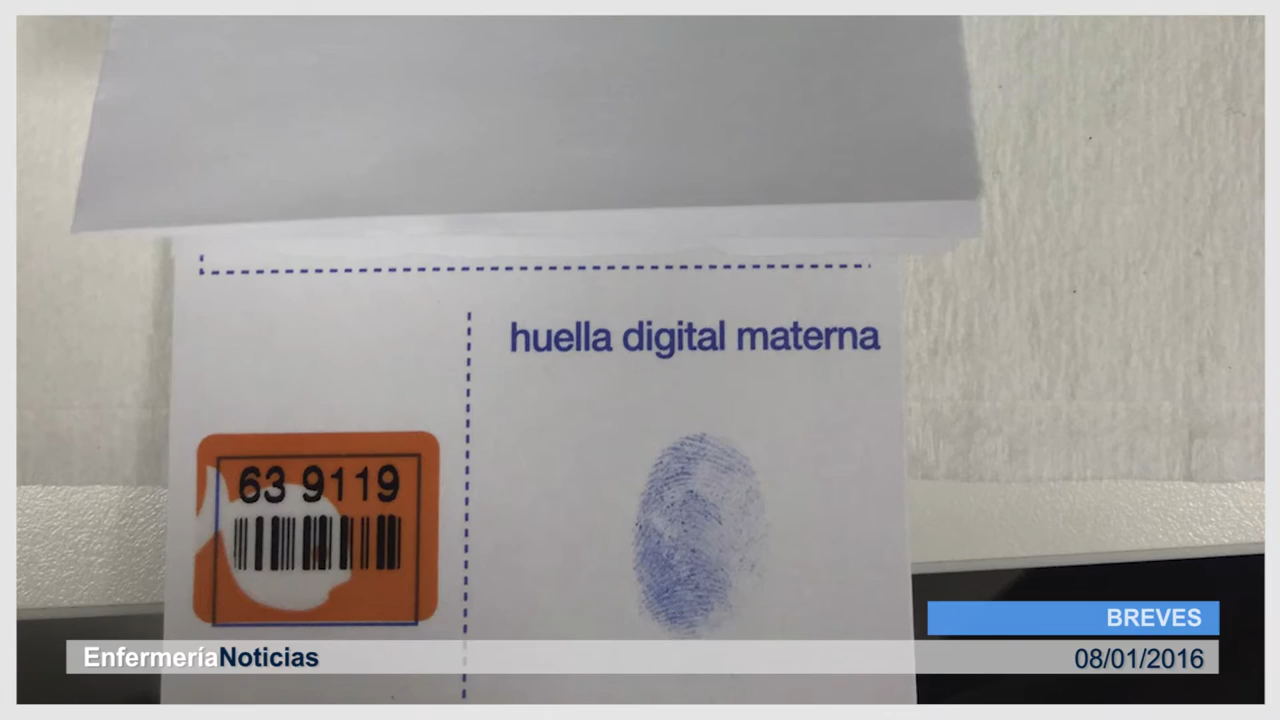 huella digital materna
63 9119
BREVES
EnfermeríaNoticias
08/01/2016